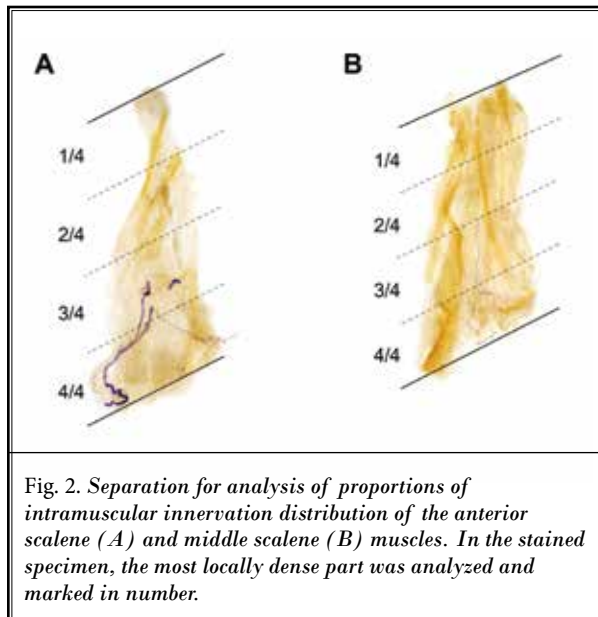 A
B
1/4
2/4
3/4
4/4
1/4
2/4
3/4
4/4
Fig. 2. Separation for analysis of proportions of
intramuscular innervation distribution of the anterior
scalene (A) and middle scalene (B) muscles. In the stained
specimen, the most locally dense part was analyzed and
marked in number.